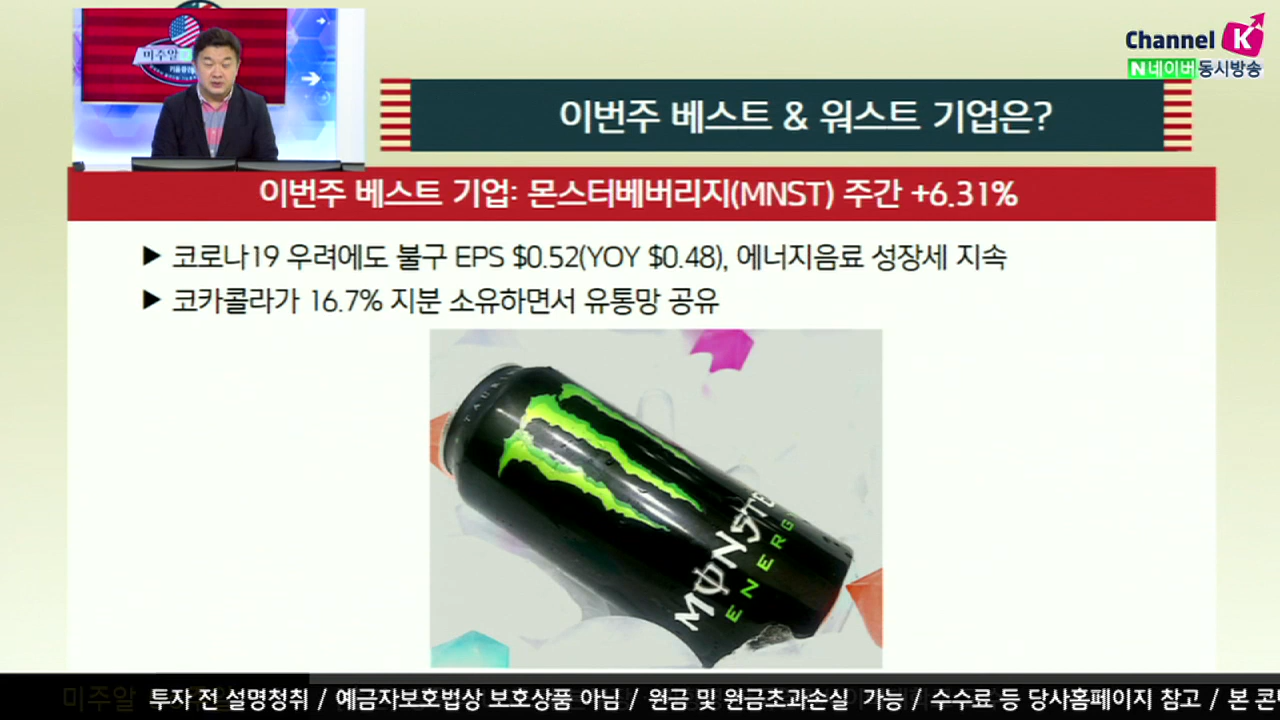 미주알
Channel K
N 네이버 동시방송
이번주 베스트 & 워스트 기업은?
이번주 베스트 기업: 몬스터베버리지(MNST) 주간 +6.31%
▶ 코로나19 우려에도 불구 EPS $0.52(YOY $0.48), 에너지음료 성장세 지속
▶ 코카콜라가 16.7% 지분 소유하면서 유통망 공유
MONSTE
ENERG
미주알
투자 전 설명청취 / 예금자보호법상 보호상품 아님 / 원금 및 원금초과손실 가능 / 수수료 등 당사홈페이지 참고 / 본